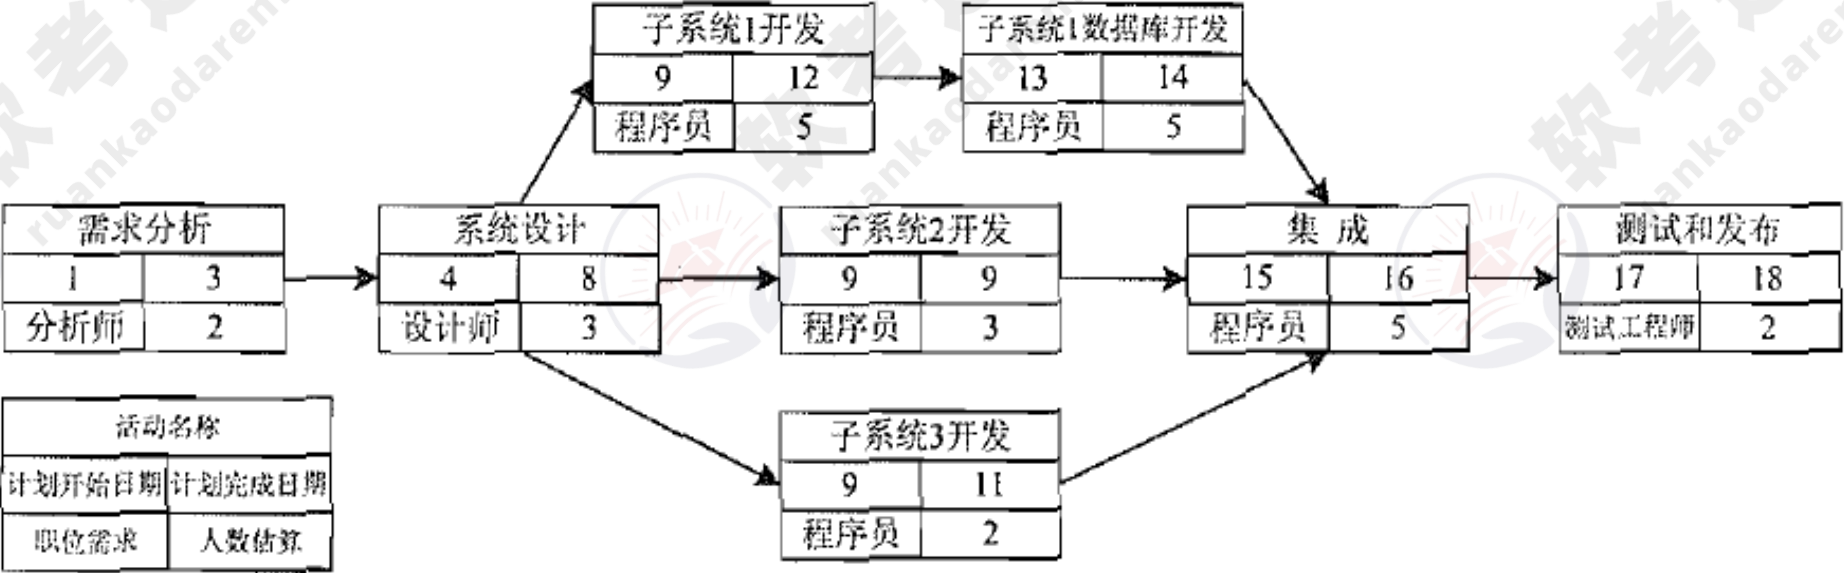 子系统1开发
9 12
程序员 5
子系统1数据库开发
13 14
程序员 5
需求分析
1 3
分析师 2
系统设计
4 8
设计师 3
子系统2开发
9 9
程序员 3
集 成
15 16
程序员 5
测试和发布
17 18
测试工程师 2
子系统3开发
9 11
程序员 2
活动名称
计划开始日期 计划完成日期
职位需求 人数估算
软考达
ruankaodaren